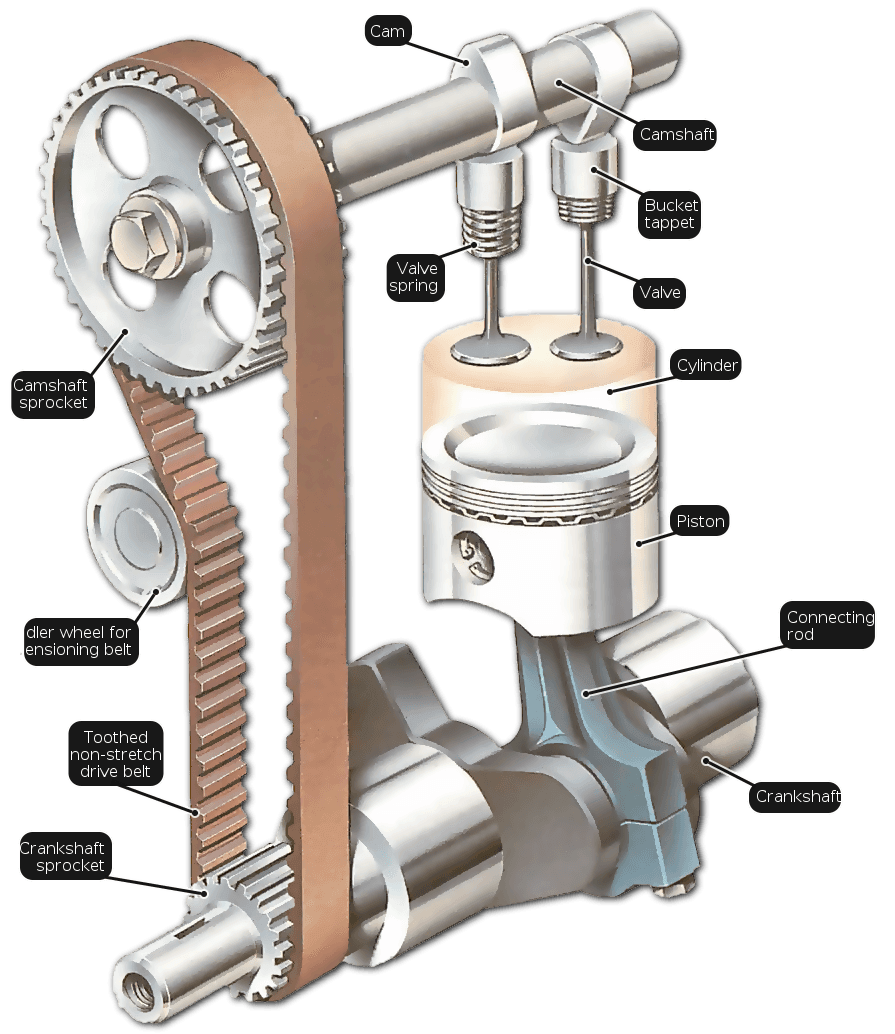 Cam
Camshaft
Bucket
tappet
Valve
spring
Valve
Cylinder
Camshaft
sprocket
Piston
dler wheel for
ensioning belt
Connecting
rod
Toothed
non-stretch
drive belt
Crankshaft
Crankshaft
sprocket